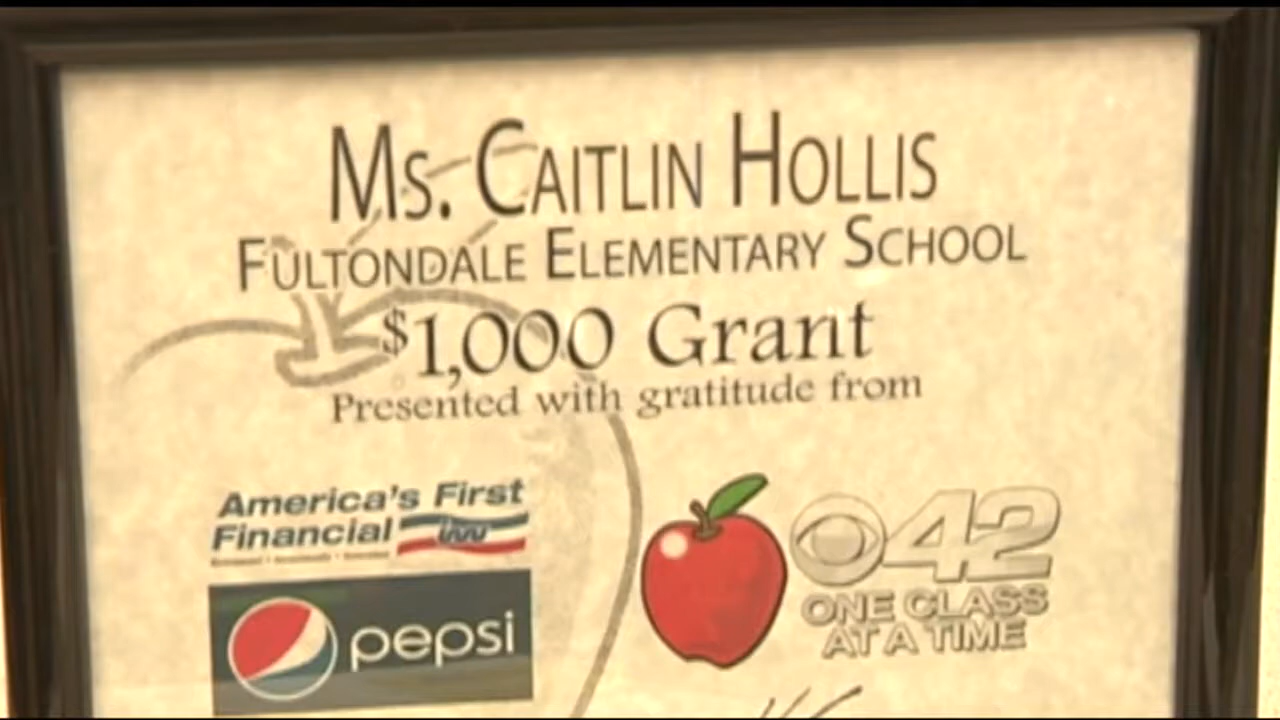 MS. CAITLIN HOLLIS
FULTONDALE ELEMENTARY SCHOOL
$1,000 Grant
Presented with gratitude from
America's First
Financial
pepsi
42
ONE CLASS
AT A TIME